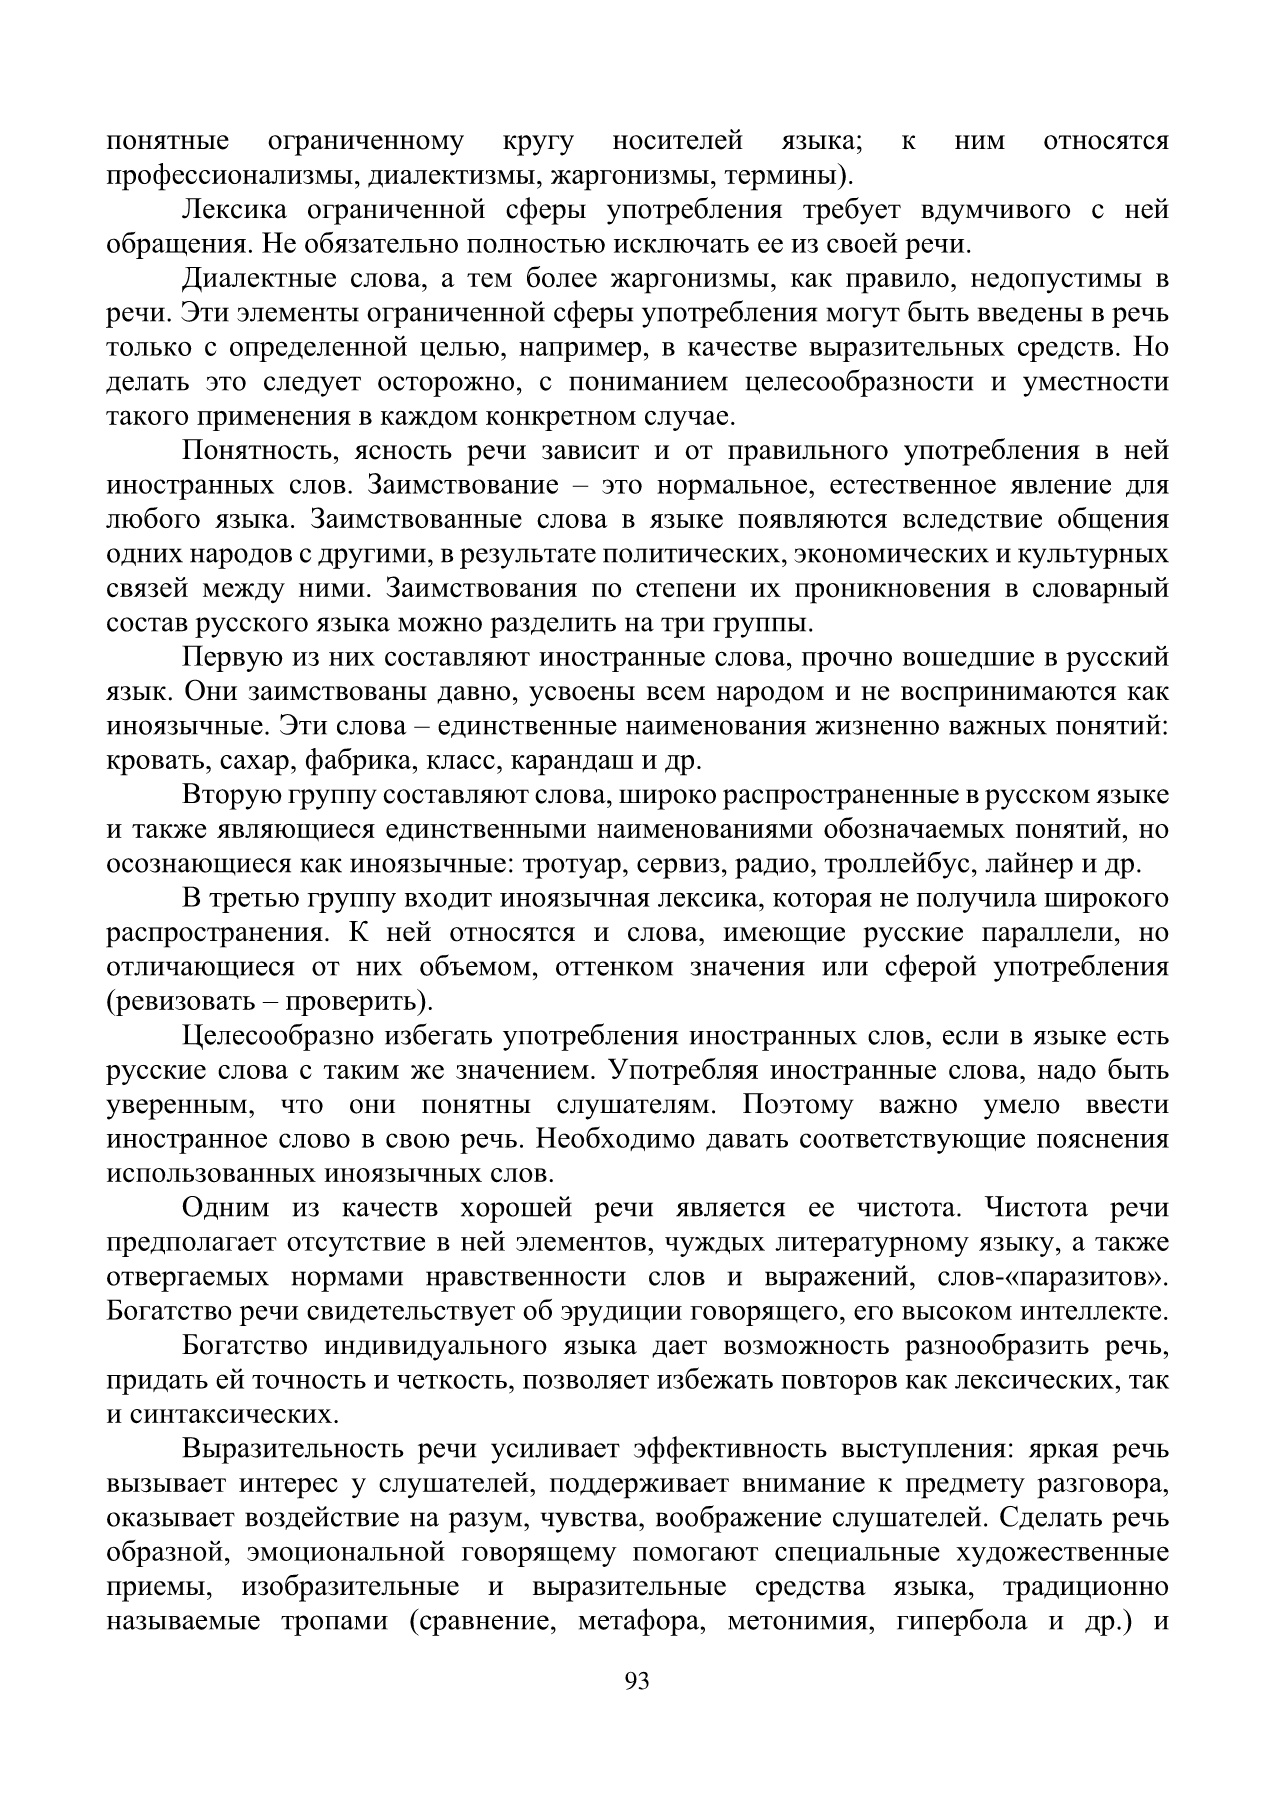 понятные ограниченному кругу носителей языка; к ним относятся
профессионализмы, диалектизмы, жаргонизмы, термины).
Лексика ограниченной сферы употребления требует вдумчивого с ней
обращения. Не обязательно полностью исключать ее из своей речи.
Диалектные слова, а тем более жаргонизмы, как правило, недопустимы в
речи. Эти элементы ограниченной сферы употребления могут быть введены в речь
только с определенной целью, например, в качестве выразительных средств. Но
делать это следует осторожно, с пониманием целесообразности и уместности
такого применения в каждом конкретном случае.
Понятность, ясность речи зависит и от правильного употребления в ней
иностранных слов. Заимствование – это нормальное, естественное явление для
любого языка. Заимствованные слова в языке появляются вследствие общения
одних народов с другими, в результате политических, экономических и культурных
связей между ними. Заимствования по степени их проникновения в словарный
состав русского языка можно разделить на три группы.
Первую из них составляют иностранные слова, прочно вошедшие в русский
язык. Они заимствованы давно, усвоены всем народом и не воспринимаются как
иноязычные. Эти слова – единственные наименования жизненно важных понятий:
кровать, сахар, фабрика, класс, карандаш и др.
Вторую группу составляют слова, широко распространенные в русском языке
и также являющиеся единственными наименованиями обозначаемых понятий, но
осознающиеся как иноязычные: тротуар, сервиз, радио, троллейбус, лайнер и др.
В третью группу входит иноязычная лексика, которая не получила широкого
распространения. К ней относятся и слова, имеющие русские параллели, но
отличающиеся от них объемом, оттенком значения или сферой употребления
(ревизовать – проверить).
Целесообразно избегать употребления иностранных слов, если в языке есть
русские слова с таким же значением. Употребляя иностранные слова, надо быть
уверенным, что они понятны слушателям. Поэтому важно умело ввести
иностранное слово в свою речь. Необходимо давать соответствующие пояснения
использованных иноязычных слов.
Одним из качеств хорошей речи является ее чистота. Чистота речи
предполагает отсутствие в ней элементов, чуждых литературному языку, а также
отвергаемых нормами нравственности слов и выражений, слов-«паразитов».
Богатство речи свидетельствует об эрудиции говорящего, его высоком интеллекте.
Богатство индивидуального языка дает возможность разнообразить речь,
придать ей точность и четкость, позволяет избежать повторов как лексических, так
и синтаксических.
Выразительность речи усиливает эффективность выступления: яркая речь
вызывает интерес у слушателей, поддерживает внимание к предмету разговора,
оказывает воздействие на разум, чувства, воображение слушателей. Сделать речь
образной, эмоциональной говорящему помогают специальные художественные
приемы, изобразительные и выразительные средства языка, традиционно
называемые тропами (сравнение, метафора, метонимия, гипербола и др.) и
93